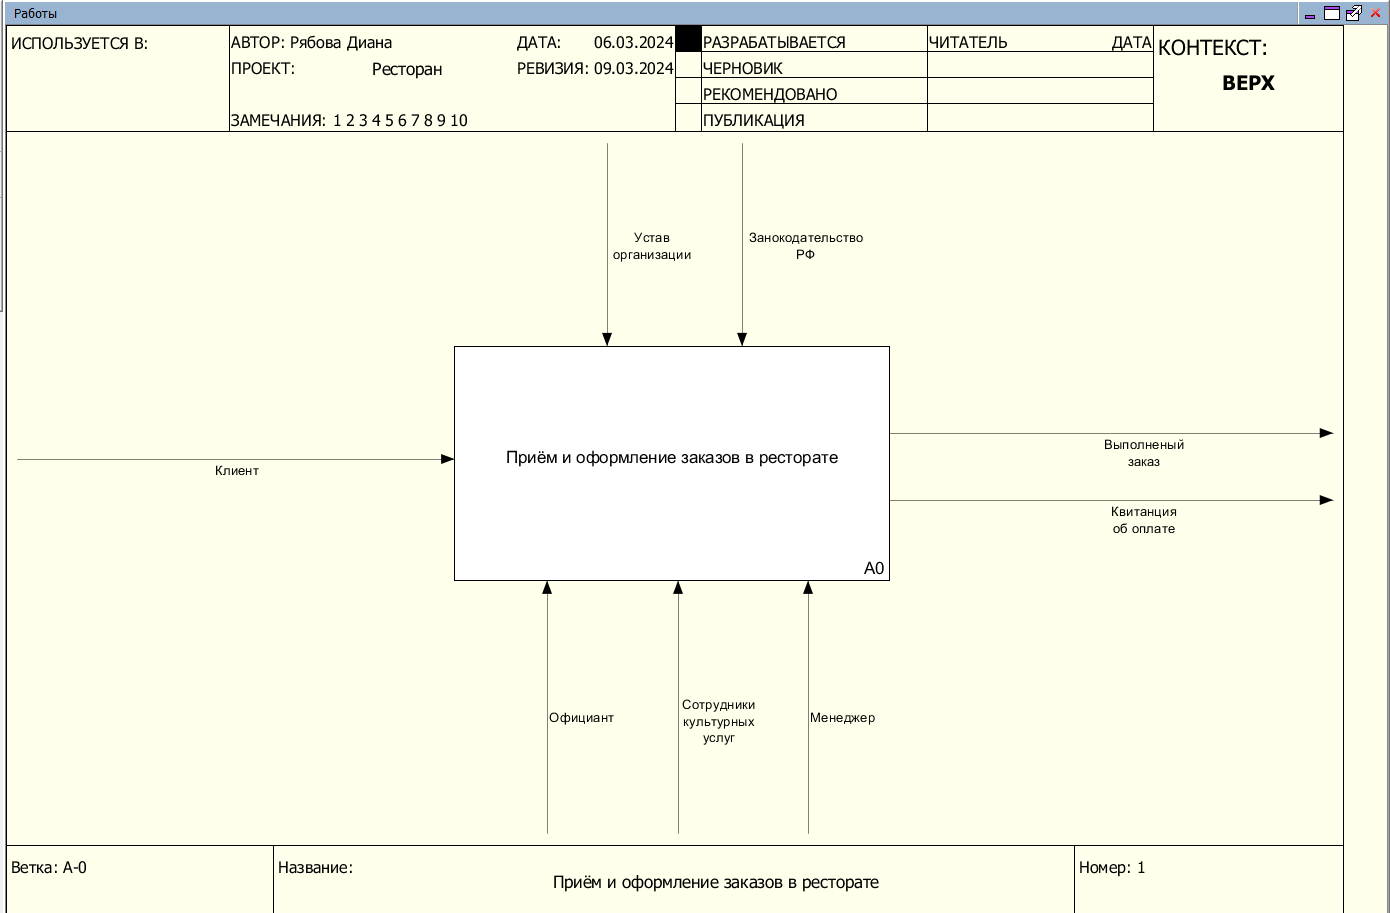 Работы
ИСПОЛЬЗУЕТСЯ В:
АВТОР: Рябова Диана
ДАТА: 06.03.2024
РАЗРАБАТЫВАЕТСЯ
ЧИТАТЕЛЬ
ДАТА
КОНТЕКСТ:
ПРОЕКТ: Ресторан
РЕВИЗИЯ: 09.03.2024
ЧЕРНОВИК
ВЕРХ
РЕКОМЕНДОВАНО
ЗАМЕЧАНИЯ: 1 2 3 4 5 6 7 8 9 10
ПУБЛИКАЦИЯ
Устав
организации
Занокодательство
РФ
Клиент
Приём и оформление заказов в ресторате
A0
Выполненый
заказ
Квитанция
об оплате
Официант
Сотрудники
культурных
услуг
Менеджер
Ветка: A-0
Название:
Приём и оформление заказов в ресторате
Номер: 1